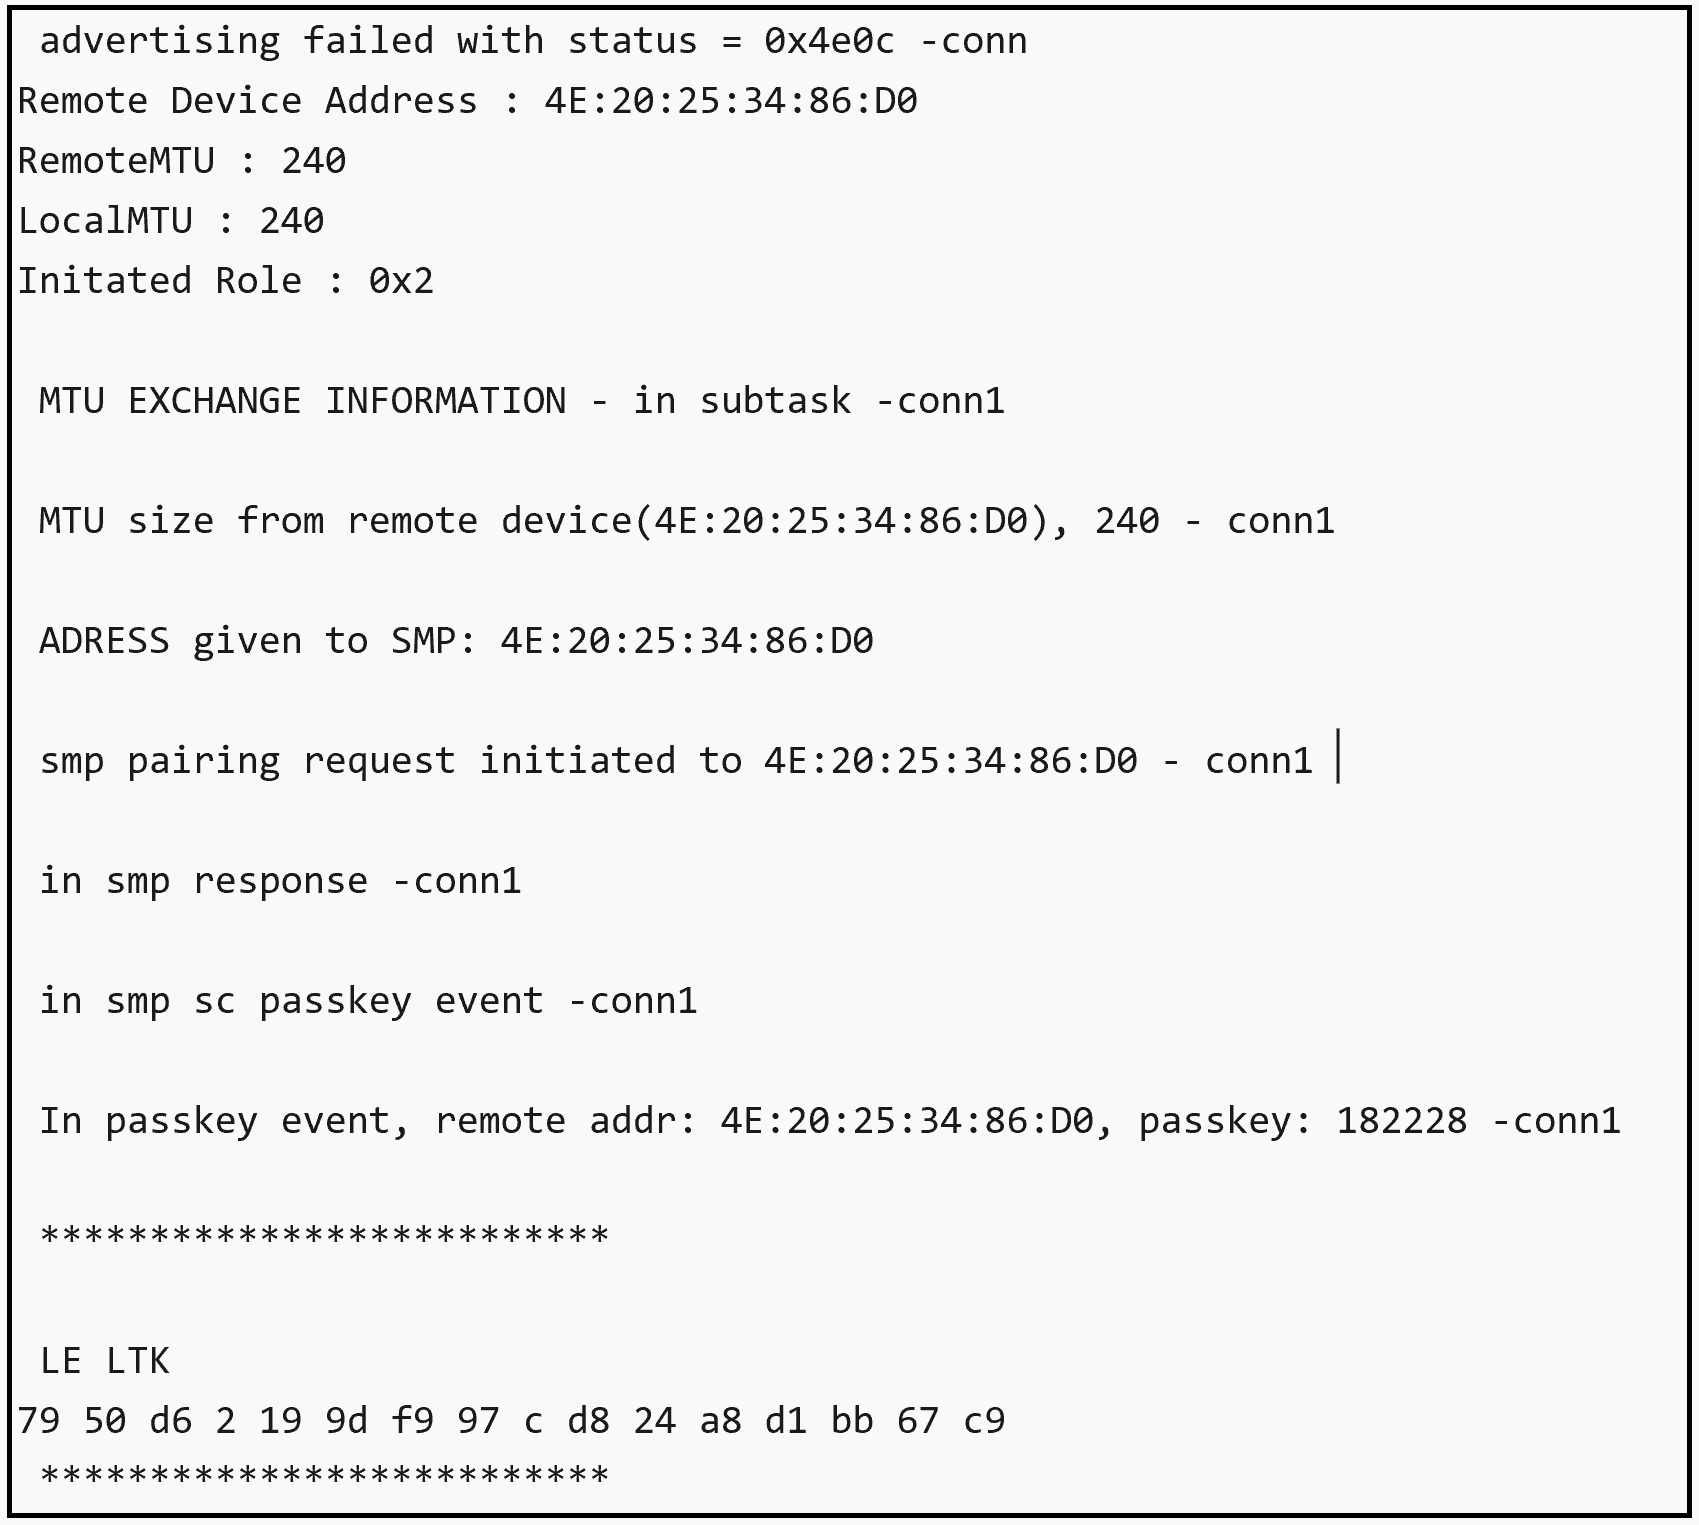 advertising failed with status = 0x4e0c -conn
Remote Device Address : 4E:20:25:34:86:D0
RemoteMTU : 240
LocalMTU : 240
Initated Role : 0x2
MTU EXCHANGE INFORMATION - in subtask -conn1
MTU size from remote device(4E:20:25:34:86:D0), 240 - conn1
ADRESS given to SMP: 4E:20:25:34:86:D0
smp pairing request initiated to 4E:20:25:34:86:D0 - conn1
in smp response -conn1
in smp sc passkey event -conn1
In passkey event, remote addr: 4E:20:25:34:86:D0, passkey: 182228 -conn1
**************************
LE LTK
79 50 d6 2 19 9d f9 97 c d8 24 a8 d1 bb 67 c9
**************************